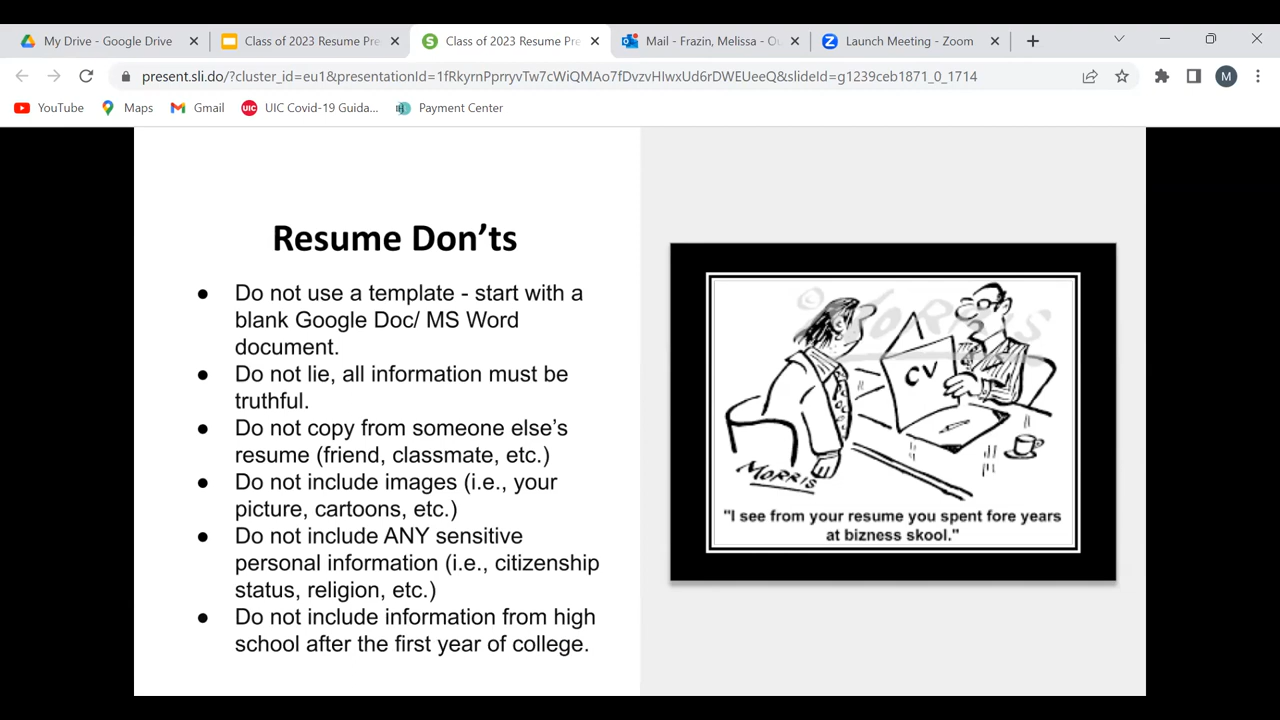 My Drive - Google Drive
Class of 2023 Resume Pre
Class of 2023 Resume Pre
Mail - Frazin, Melissa - Ou
Launch Meeting - Zoom
present.sli.do/?cluster_id=eu1&presentationId=1fRkyrnPprryvTw7cWiQMAo7fDvzvHIwxUd6rDWEUeeQ&slideId=g1239ceb1871_0_1714
M
YouTube
Maps
Gmail
UIC
UIC Covid-19 Guida...
Payment Center
Resume Don’ts
● Do not use a template - start with a
blank Google Doc/ MS Word
document.
● Do not lie, all information must be
truthful.
● Do not copy from someone else’s
resume (friend, classmate, etc.)
● Do not include images (i.e., your
picture, cartoons, etc.)
● Do not include ANY sensitive
personal information (i.e., citizenship
status, religion, etc.)
● Do not include information from high
school after the first year of college.
© MORRIS
CV
MORRIS
"I see from your resume you spent fore years
at bizness skool."